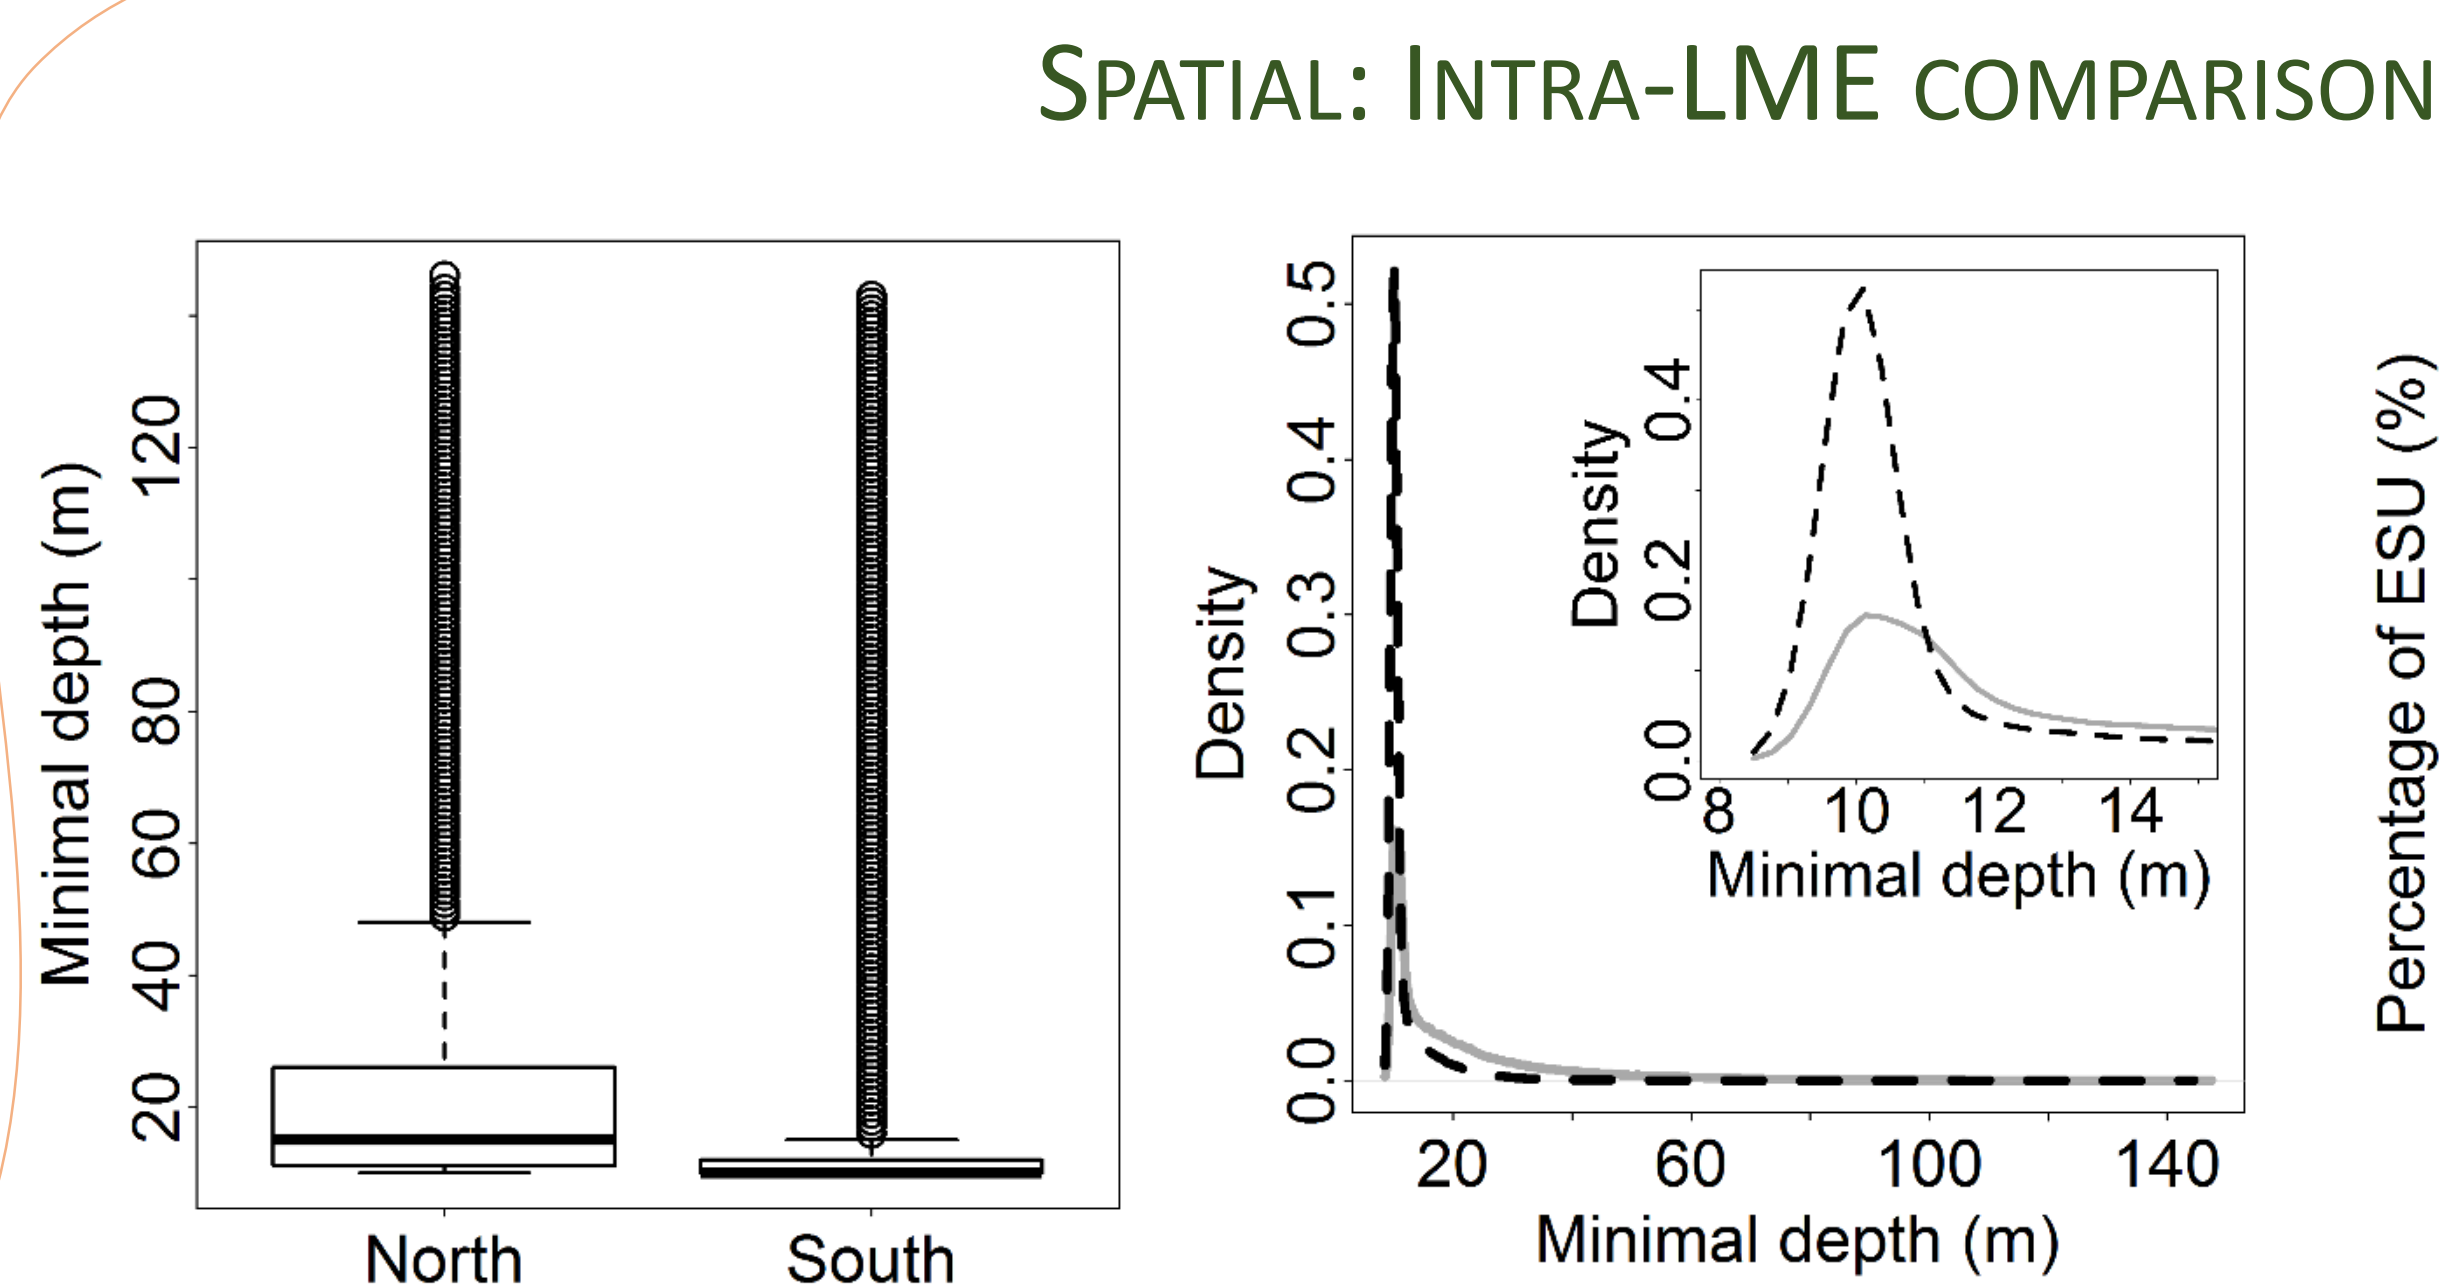 SPATIAL: INTRA-LME COMPARISON
Minimal depth (m)
120
80
60
40
20
North
South
Density
0.5
0.4
0.3
0.2
0.1
0.0
20
60
100
140
Minimal depth (m)
Density
0.4
0.2
0.0
8
10
12
14
Minimal depth (m)
Percentage of ESU (%)